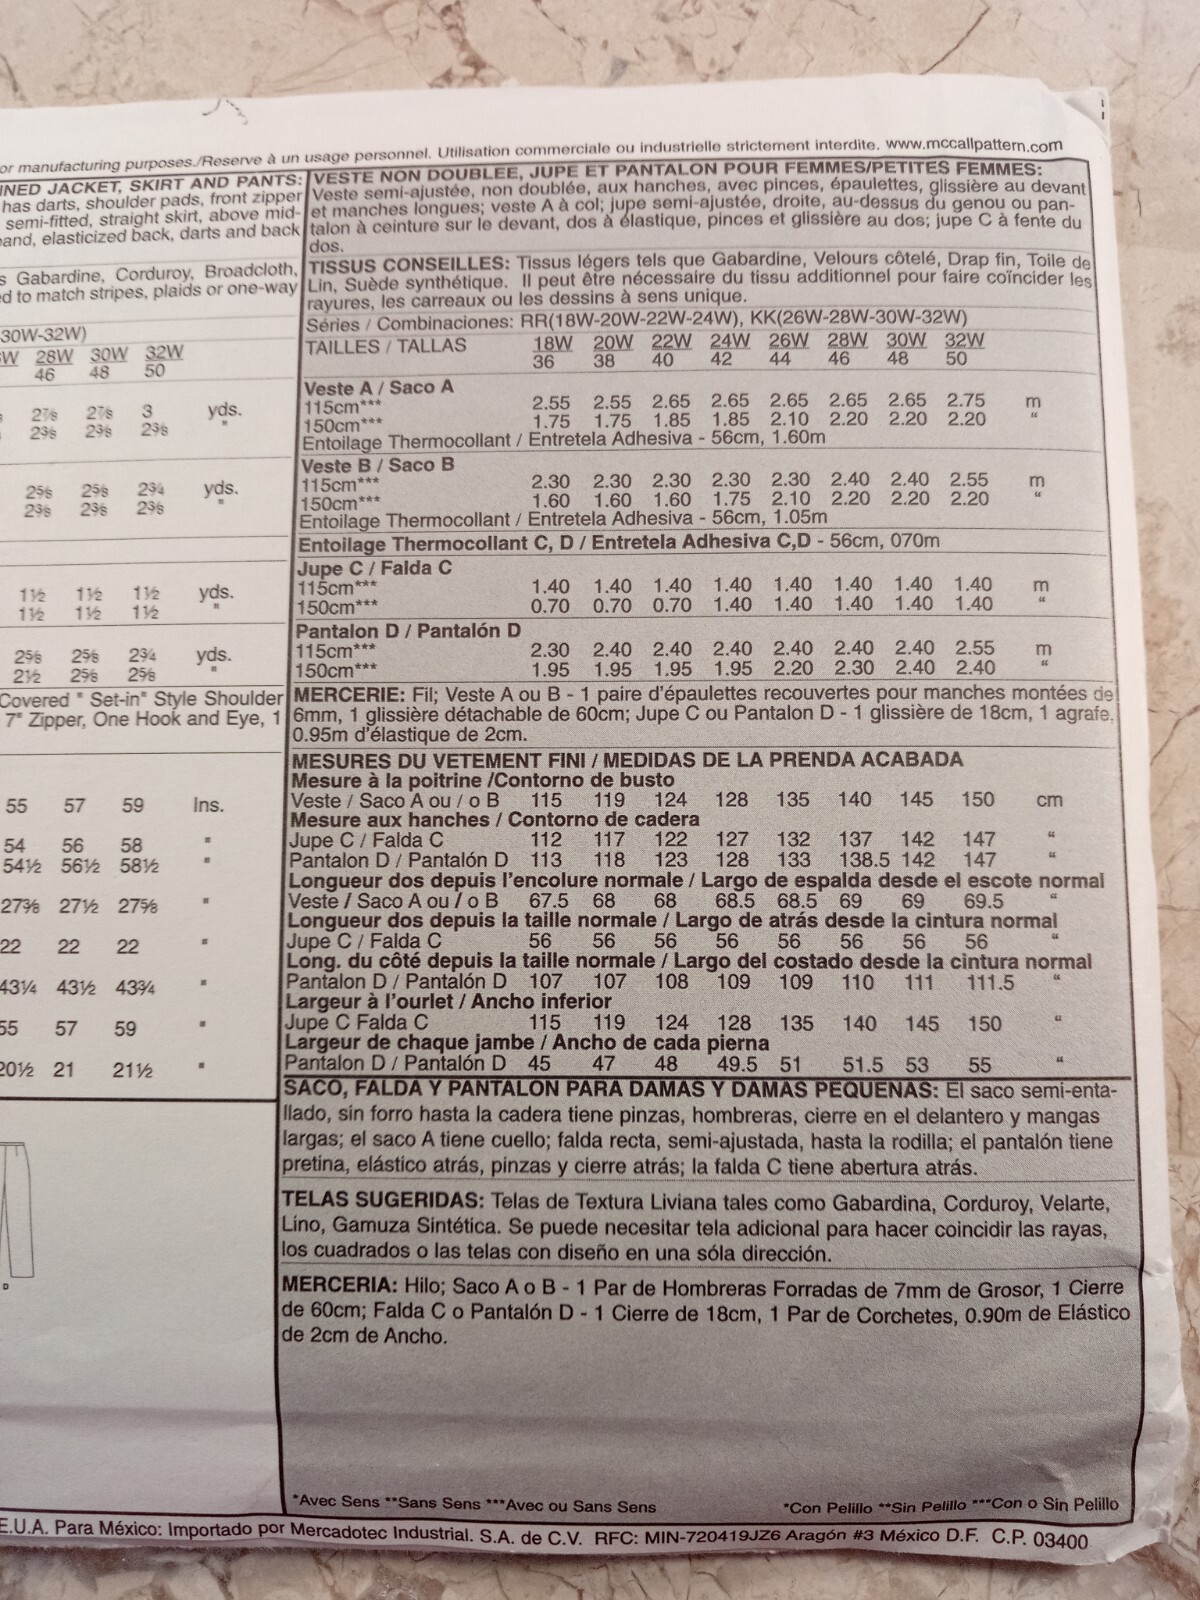 or manufacturing purposes./Reserve à un usage personnel. Utilisation commerciale ou industrielle strictement interdite. www.mccallpattern.com
INED JACKET, SKIRT AND PANTS:
has darts, shoulder pads, front zipper
semi-fitted, straight skirt, above mid-
and, elasticized back, darts and back
s Gabardine, Corduroy, Broadcloth,
d to match stripes, plaids or one-way
30W-32W)
W 28W 30W 32W
46 48 50
2⅞ 2⅞ 3 yds.
2⅜ 2⅜ 2⅜ "
2⅝ 2⅝ 2¾ yds.
2⅜ 2⅜ 2⅜ "
1½ 1½ 1½ yds.
1½ 1½ 1½ "
2⅝ 2⅝ 2¾ yds.
2½ 2⅝ 2⅝ "
Covered " Set-in" Style Shoulder
7" Zipper, One Hook and Eye, 1
55 57 59 Ins.
54 56 58 "
54½ 56½ 58½ "
27⅜ 27½ 27⅝ "
22 22 22 "
43¼ 43½ 43¾ "
55 57 59 "
20½ 21 21½ "
D
VESTE NON DOUBLEE, JUPE ET PANTALON POUR FEMMES/PETITES FEMMES:
Veste semi-ajustée, non doublée, aux hanches, avec pinces, épaulettes, glissière au devant
et manches longues; veste A à col; jupe semi-ajustée, droite, au-dessus du genou ou pan-
talon à ceinture sur le devant, dos à élastique, pinces et glissière au dos; jupe C à fente du
dos.
TISSUS CONSEILLES: Tissus légers tels que Gabardine, Velours côtelé, Drap fin, Toile de
Lin, Suède synthétique. Il peut être nécessaire du tissu additionnel pour faire coïncider les
rayures, les carreaux ou les dessins à sens unique.
Séries / Combinaciones: RR(18W-20W-22W-24W), KK(26W-28W-30W-32W)
TAILLES / TALLAS 18W 20W 22W 24W 26W 28W 30W 32W
36 38 40 42 44 46 48 50
Veste A / Saco A
115cm*** 2.55 2.55 2.65 2.65 2.65 2.65 2.65 2.75 m
150cm*** 1.75 1.75 1.85 1.85 2.10 2.20 2.20 2.20 "
Entoilage Thermocollant / Entretela Adhesiva - 56cm, 1.60m
Veste B / Saco B
115cm*** 2.30 2.30 2.30 2.30 2.30 2.40 2.40 2.55 m
150cm*** 1.60 1.60 1.60 1.75 2.10 2.20 2.20 2.20 "
Entoilage Thermocollant / Entretela Adhesiva - 56cm, 1.05m
Entoilage Thermocollant C, D / Entretela Adhesiva C,D - 56cm, 070m
Jupe C / Falda C
115cm*** 1.40 1.40 1.40 1.40 1.40 1.40 1.40 1.40 m
150cm*** 0.70 0.70 0.70 1.40 1.40 1.40 1.40 1.40 "
Pantalon D / Pantalón D
115cm*** 2.30 2.40 2.40 2.40 2.40 2.40 2.40 2.55 m
150cm*** 1.95 1.95 1.95 1.95 2.20 2.30 2.40 2.40 "
MERCERIE: Fil; Veste A ou B - 1 paire d'épaulettes recouvertes pour manches montées de
6mm, 1 glissière détachable de 60cm; Jupe C ou Pantalon D - 1 glissière de 18cm, 1 agrafe,
0.95m d'élastique de 2cm.
MESURES DU VETEMENT FINI / MEDIDAS DE LA PRENDA ACABADA
Mesure à la poitrine /Contorno de busto
Veste / Saco A ou / o B 115 119 124 128 135 140 145 150 cm
Mesure aux hanches / Contorno de cadera
Jupe C / Falda C 112 117 122 127 132 137 142 147 "
Pantalon D / Pantalón D 113 118 123 128 133 138.5 142 147 "
Longueur dos depuis l'encolure normale / Largo de espalda desde el escote normal
Veste / Saco A ou / o B 67.5 68 68 68.5 68.5 69 69 69.5 "
Longueur dos depuis la taille normale / Largo de atrás desde la cintura normal
Jupe C / Falda C 56 56 56 56 56 56 56 56 "
Long. du côté depuis la taille normale / Largo del costado desde la cintura normal
Pantalon D / Pantalón D 107 107 108 109 109 110 111 111.5 "
Largeur à l'ourlet / Ancho inferior
Jupe C Falda C 115 119 124 128 135 140 145 150 "
Largeur de chaque jambe / Ancho de cada pierna
Pantalon D / Pantalón D 45 47 48 49.5 51 51.5 53 55 "
SACO, FALDA Y PANTALON PARA DAMAS Y DAMAS PEQUENAS: El saco semi-enta-
llado, sin forro hasta la cadera tiene pinzas, hombreras, cierre en el delantero y mangas
largas; el saco A tiene cuello; falda recta, semi-ajustada, hasta la rodilla; el pantalón tiene
pretina, elástico atrás, pinzas y cierre atrás; la falda C tiene abertura atrás.
TELAS SUGERIDAS: Telas de Textura Liviana tales como Gabardina, Corduroy, Velarte,
Lino, Gamuza Sintética. Se puede necesitar tela adicional para hacer coincidir las rayas,
los cuadrados o las telas con diseño en una sóla dirección.
MERCERIA: Hilo; Saco A o B - 1 Par de Hombreras Forradas de 7mm de Grosor, 1 Cierre
de 60cm; Falda C o Pantalón D - 1 Cierre de 18cm, 1 Par de Corchetes, 0.90m de Elástico
de 2cm de Ancho.
*Avec Sens **Sans Sens ***Avec ou Sans Sens *Con Pelillo **Sin Pelillo ***Con o Sin Pelillo
E.U.A. Para México: Importado por Mercadotec Industrial. S.A. de C.V. RFC: MIN-720419JZ6 Aragón #3 México D.F. C.P. 03400